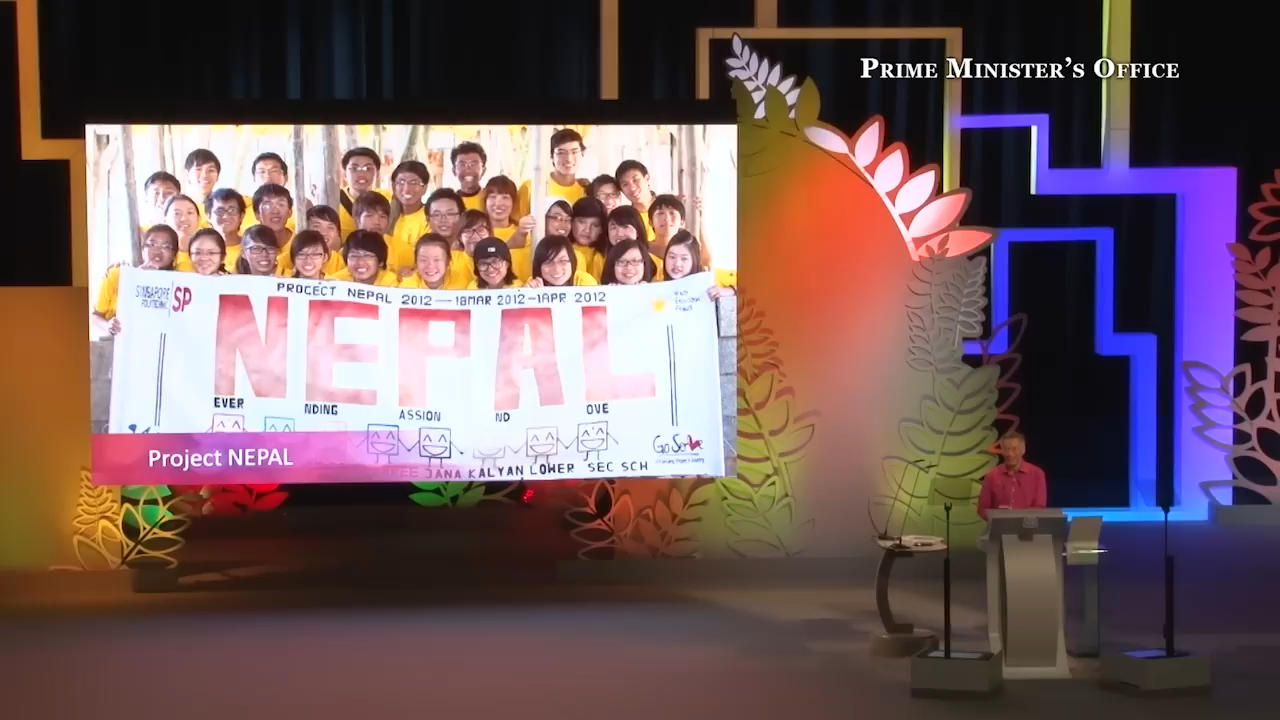 PRIME MINISTER'S OFFICE
SINGAPORE
POLYTECHNIC
SP
PROCECT NEPAL 2012—18MAR 2012—1APR 2012
NEPAL
EVER NDING ASSION ND OVE
Project NEPAL
JANA KALYAN LOWER SEC SCH